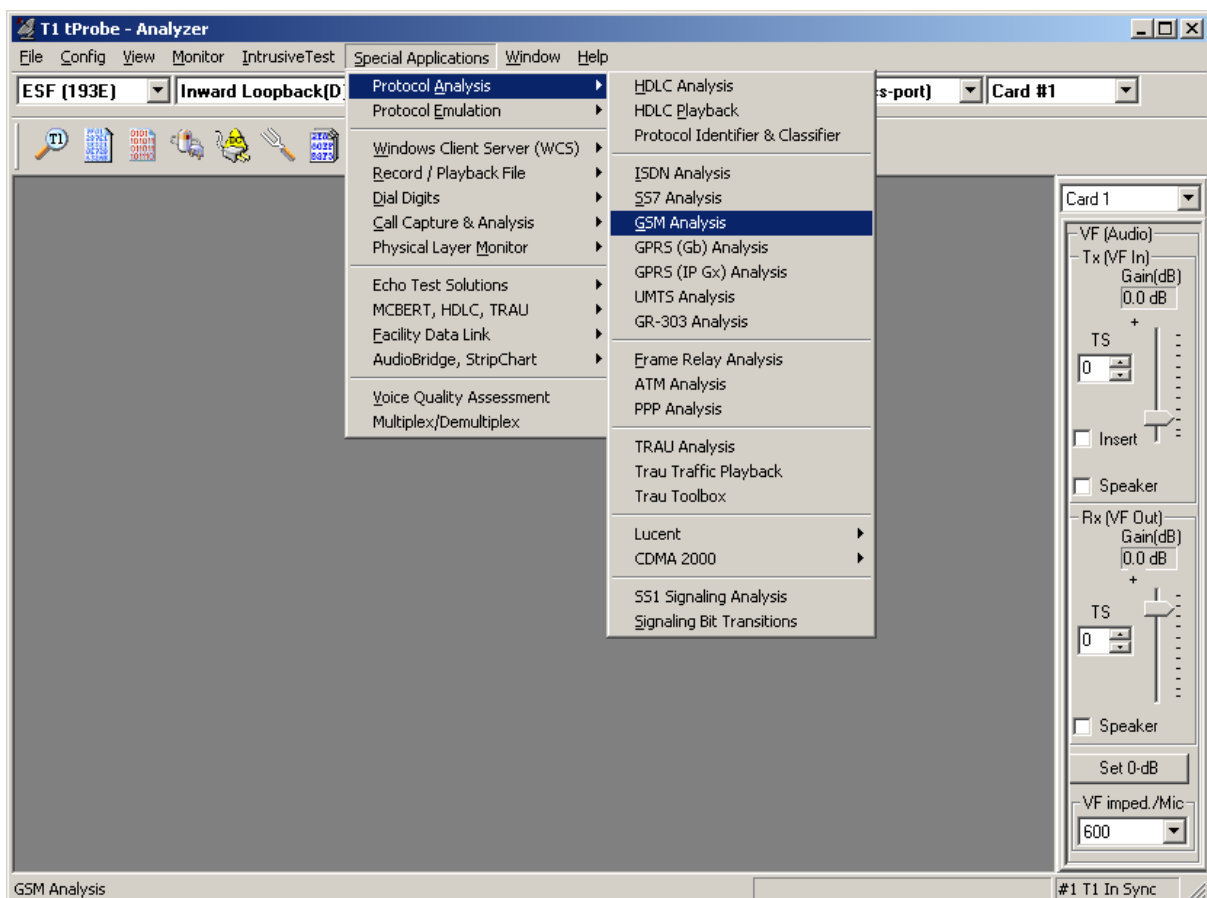 T1 tProbe - Analyzer
File Config View Monitor IntrusiveTest Special Applications Window Help
ESF (193E) Inward Loopback(D) s-port) Card #1
T1
Protocol Analysis
Protocol Emulation
Windows Client Server (WCS)
Record / Playback File
Dial Digits
Call Capture & Analysis
Physical Layer Monitor
Echo Test Solutions
MCBERT, HDLC, TRAU
Facility Data Link
AudioBridge, StripChart
Voice Quality Assessment
Multiplex/Demultiplex
HDLC Analysis
HDLC Playback
Protocol Identifier & Classifier
ISDN Analysis
SS7 Analysis
GSM Analysis
GPRS (Gb) Analysis
GPRS (IP Gx) Analysis
UMTS Analysis
GR-303 Analysis
Frame Relay Analysis
ATM Analysis
PPP Analysis
TRAU Analysis
Trau Traffic Playback
Trau Toolbox
Lucent
CDMA 2000
SS1 Signaling Analysis
Signaling Bit Transitions
Card 1
VF (Audio)
Tx (VF In)
Gain(dB)
0.0 dB
+
TS
0
Insert
Speaker
Rx (VF Out)
Gain(dB)
0.0 dB
+
TS
0
Speaker
Set 0-dB
VF imped./Mic
600
GSM Analysis
#1 T1 In Sync